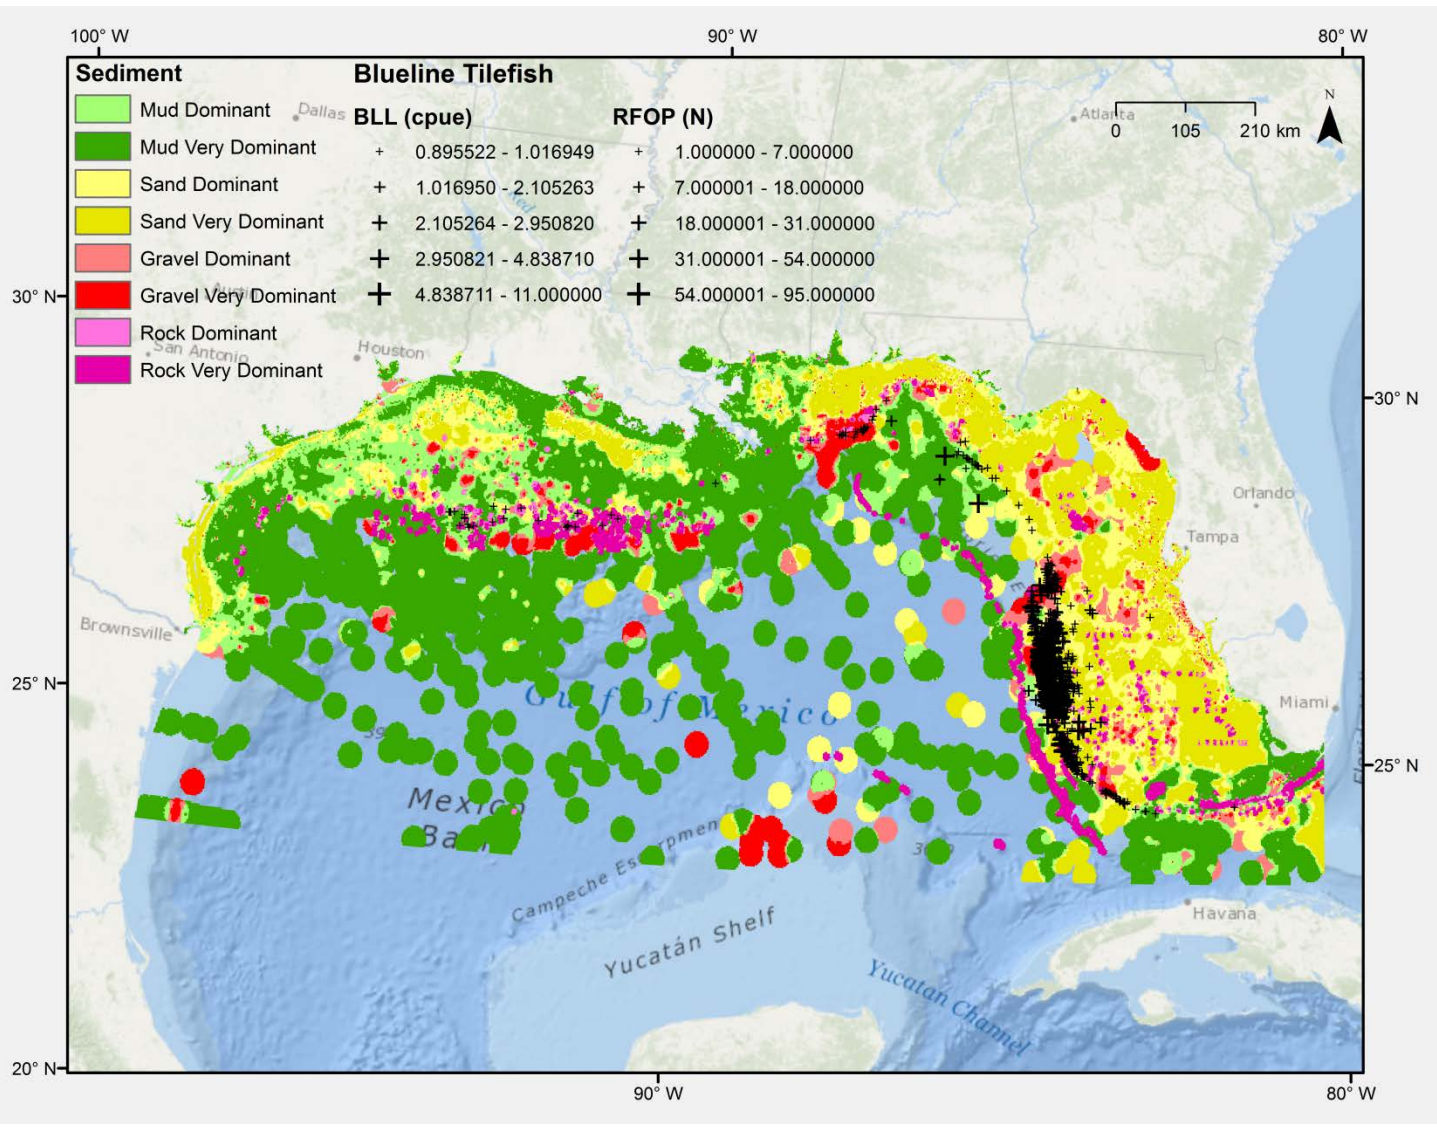 100° W 90° W 80° W
Sediment
Mud Dominant
Mud Very Dominant
Sand Dominant
Sand Very Dominant
Gravel Dominant
Gravel Very Dominant
Rock Dominant
Rock Very Dominant
Blueline Tilefish
BLL (cpue)
0.895522 - 1.016949
1.016950 - 2.105263
2.105264 - 2.950820
2.950821 - 4.838710
4.838711 - 11.000000
RFOP (N)
1.000000 - 7.000000
7.000001 - 18.000000
18.000001 - 31.000000
31.000001 - 54.000000
54.000001 - 95.000000
N
0 105 210 km
Dallas
Atlanta
Red
Austin
San Antonio
Houston
30° N
30° N
Orlando
Tampa
Brownsville
25° N
Miami
Gulf of Mexico
25° N
Mexico
Campeche Escarpment
Yucatán Shelf
Havana
Yucatan Channel
20° N
90° W 80° W